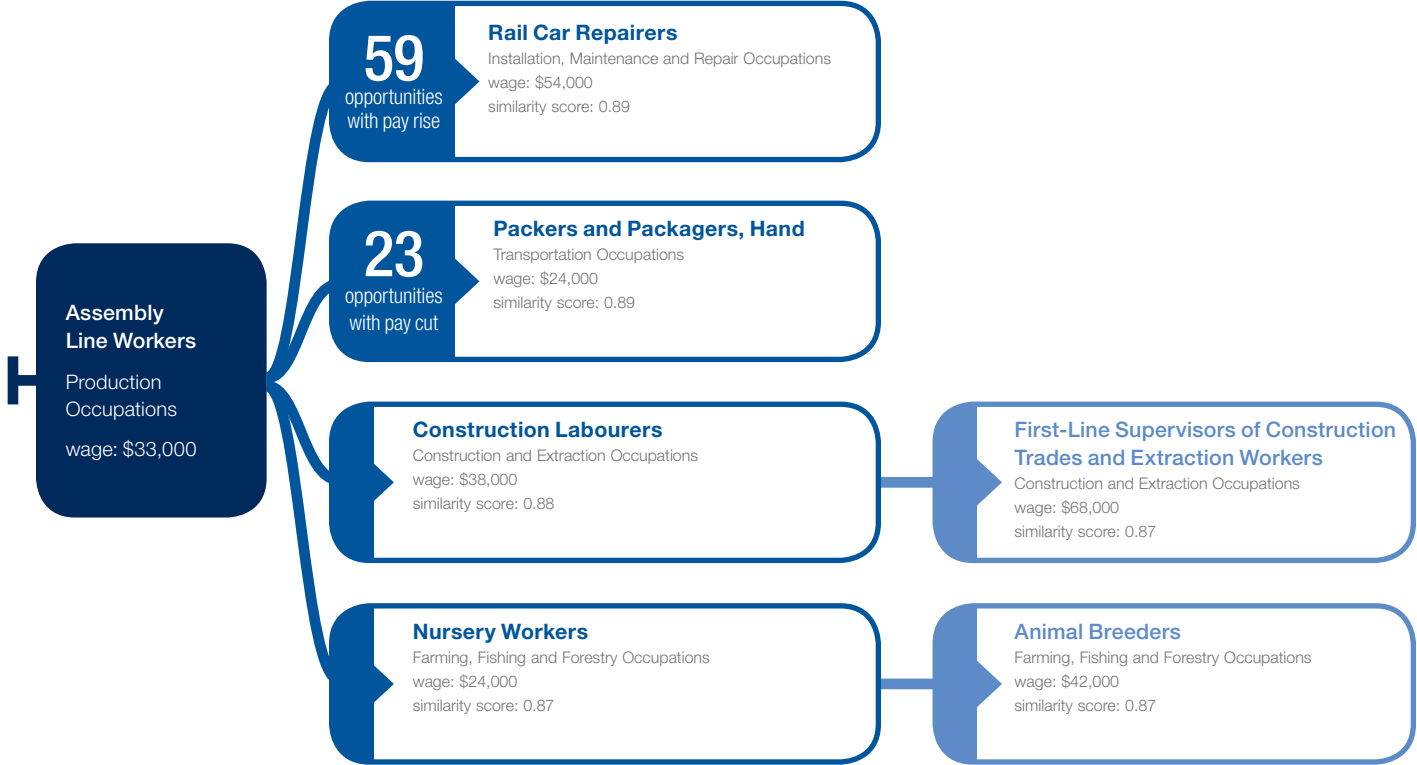 Assembly
Line Workers
Production
Occupations
wage: $33,000
59
opportunities
with pay rise
Rail Car Repairers
Installation, Maintenance and Repair Occupations
wage: $54,000
similarity score: 0.89
23
opportunities
with pay cut
Packers and Packagers, Hand
Transportation Occupations
wage: $24,000
similarity score: 0.89
Construction Labourers
Construction and Extraction Occupations
wage: $38,000
similarity score: 0.88
First-Line Supervisors of Construction
Trades and Extraction Workers
Construction and Extraction Occupations
wage: $68,000
similarity score: 0.87
Nursery Workers
Farming, Fishing and Forestry Occupations
wage: $24,000
similarity score: 0.87
Animal Breeders
Farming, Fishing and Forestry Occupations
wage: $42,000
similarity score: 0.87